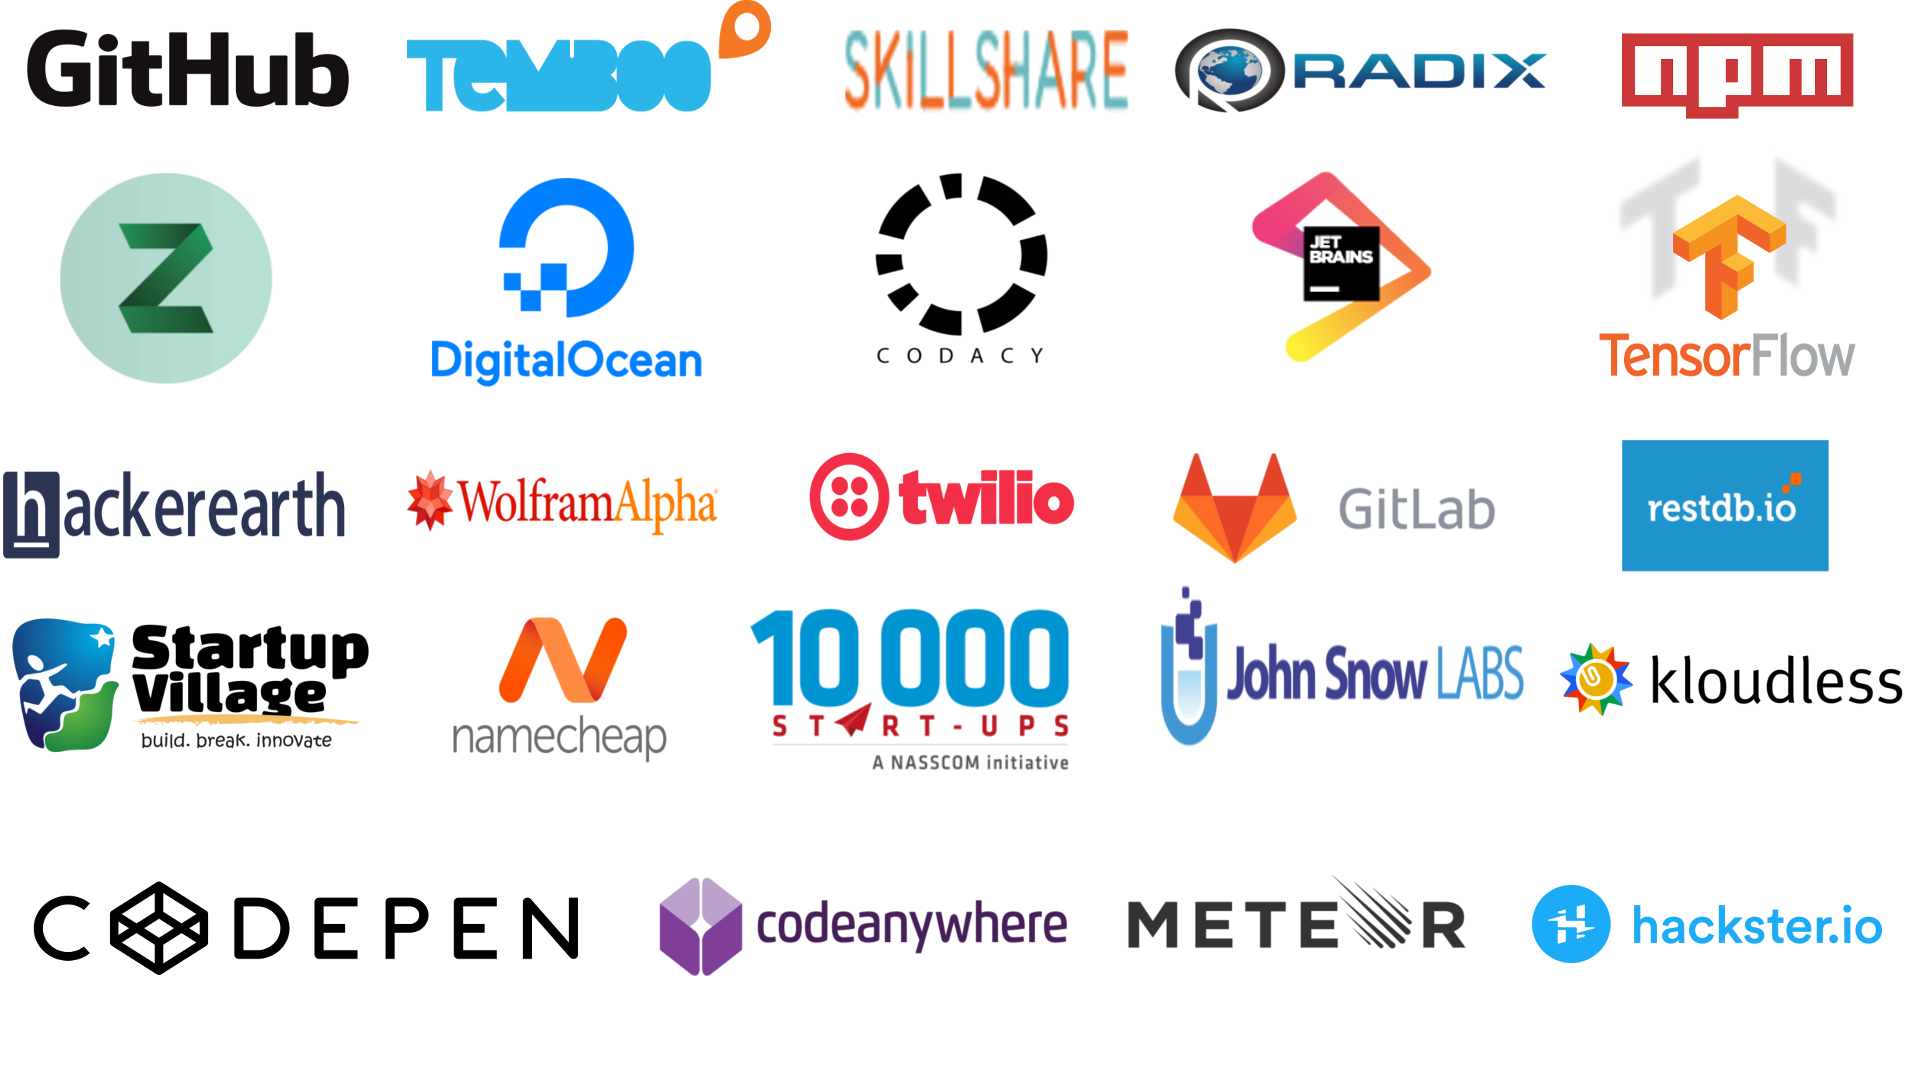 GitHub
TEMBOO
SKILLSHARE
RADIX
npm
Z
DigitalOcean
CODACY
JET
BRAINS
TensorFlow
hackerearth
WolframAlpha
twilio
GitLab
restdb.io
Startup
Village
build. break. innovate
namecheap
10 000
START-UPS
A NASSCOM initiative
John Snow LABS
kloudless
CODEPEN
codeanywhere
METEOR
hackster.io